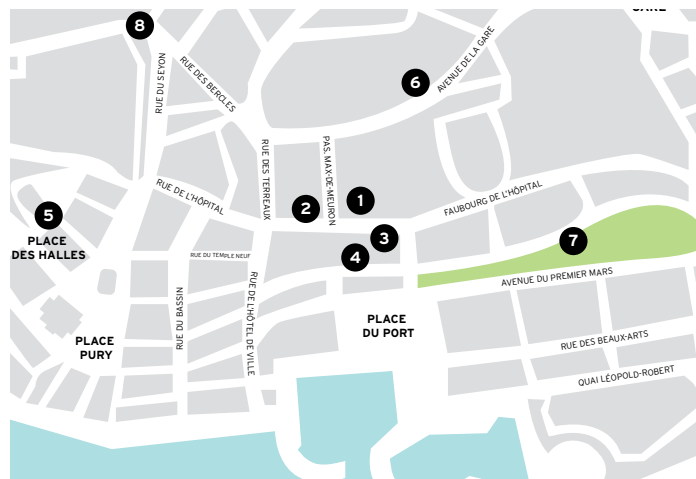 GARE
8
RUE DU SEYON
RUE DES BERCLES
6
AVENUE DE LA GARE
RUE DES TERREAUX
PAS. MAX-DE-MEURON
RUE DE L'HÔPITAL
2
1
FAUBOURG DE L'HÔPITAL
5
PLACE
DES HALLES
3
4
7
RUE DU TEMPLE NEUF
AVENUE DU PREMIER MARS
RUE DU BASSIN
RUE DE L'HÔTEL DE VILLE
PLACE
DU PORT
PLACE
PURY
RUE DES BEAUX-ARTS
QUAI LÉOPOLD-ROBERT